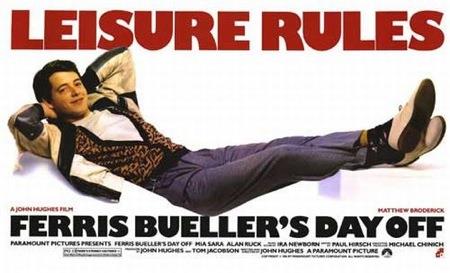 LEISURE RULES
A JOHN HUGHES FILM
MATTHEW BRODERICK
FERRIS BUELLER'S DAY OFF
PARAMOUNT PICTURES PRESENTS FERRIS BUELLER'S DAY OFF MIA SARA ALAN RUCK IRA NEWBORN PAUL HIRSCH MICHAEL CHINICH
JOHN HUGHES AND TOM JACOBSON JOHN HUGHES A PARAMOUNT PICTURE